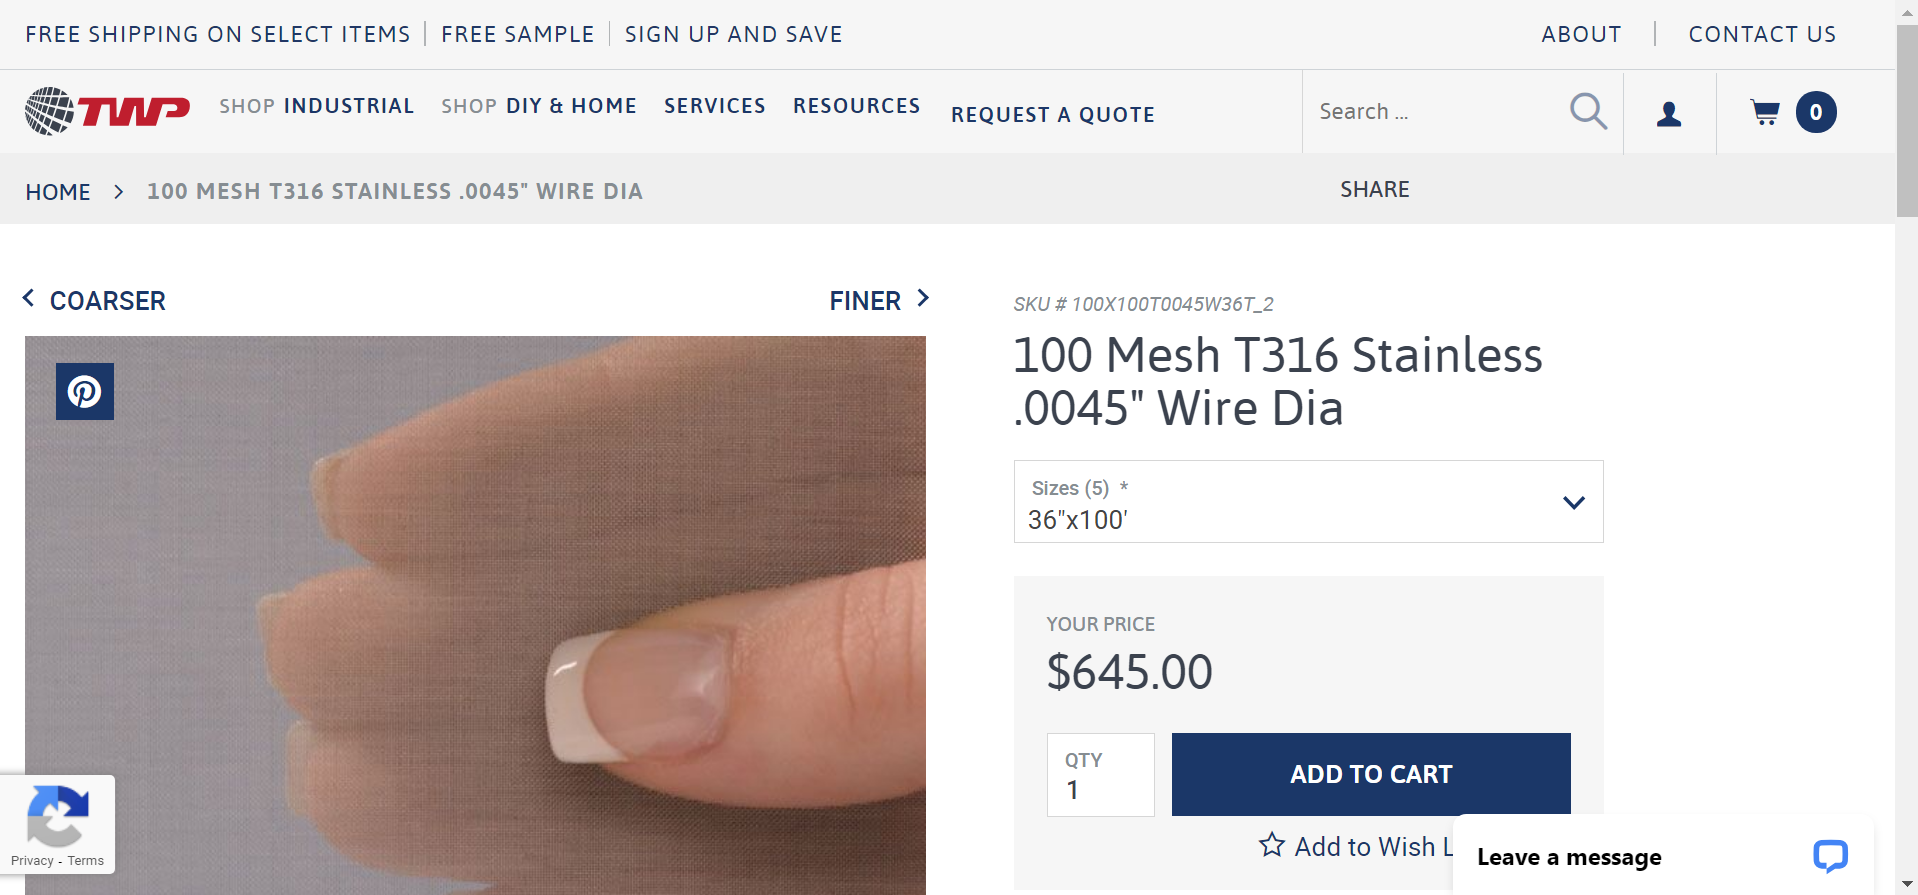 FREE SHIPPING ON SELECT ITEMS FREE SAMPLE SIGN UP AND SAVE ABOUT CONTACT US
TWP SHOP INDUSTRIAL SHOP DIY & HOME SERVICES RESOURCES REQUEST A QUOTE Search ... 0
HOME > 100 MESH T316 STAINLESS .0045" WIRE DIA SHARE
COARSER FINER
SKU # 100X100T0045W36T_2
100 Mesh T316 Stainless
.0045" Wire Dia
Sizes (5) *
36"x100'
YOUR PRICE
$645.00
QTY
1
ADD TO CART
Add to Wish L
Leave a message
Privacy - Terms